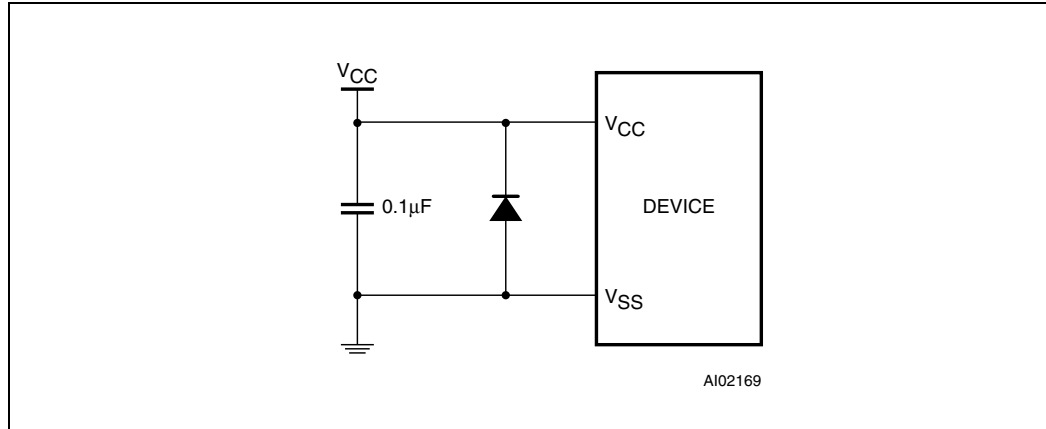 VCC
VCC
0.1μF
DEVICE
VSS
AI02169